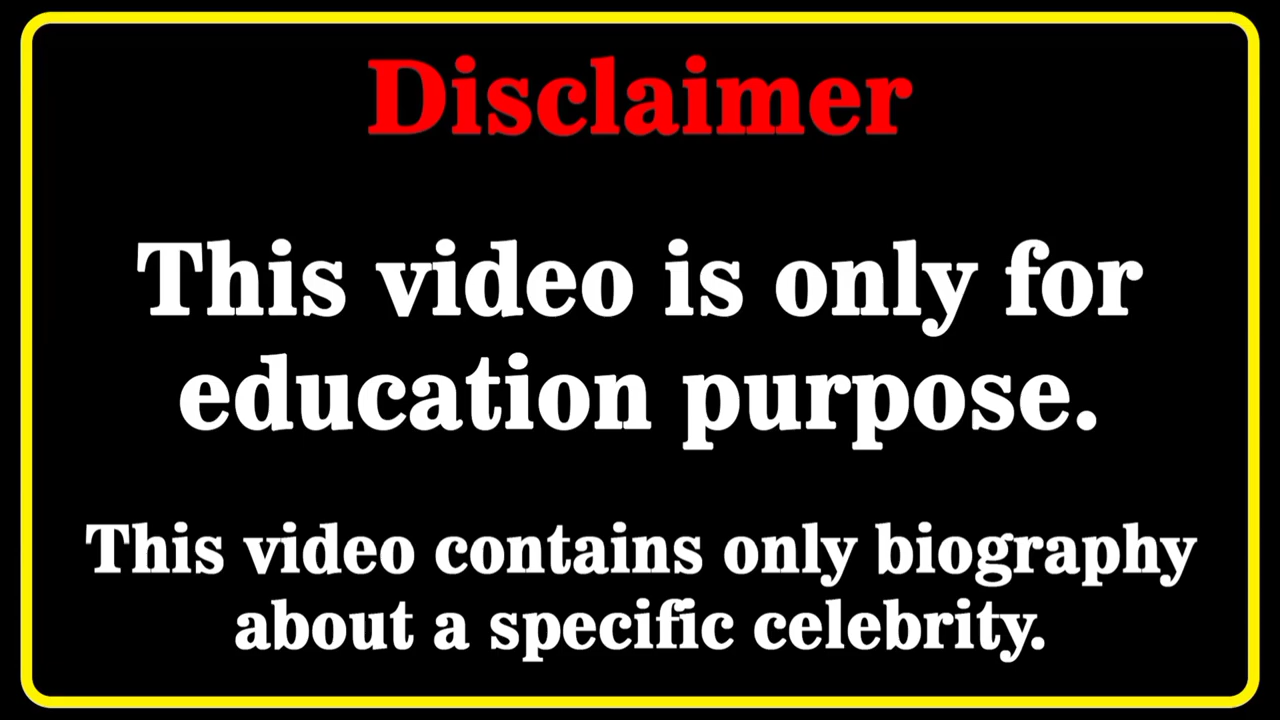 Disclaimer
This video is only for
education purpose.
This video contains only biography
about a specific celebrity.